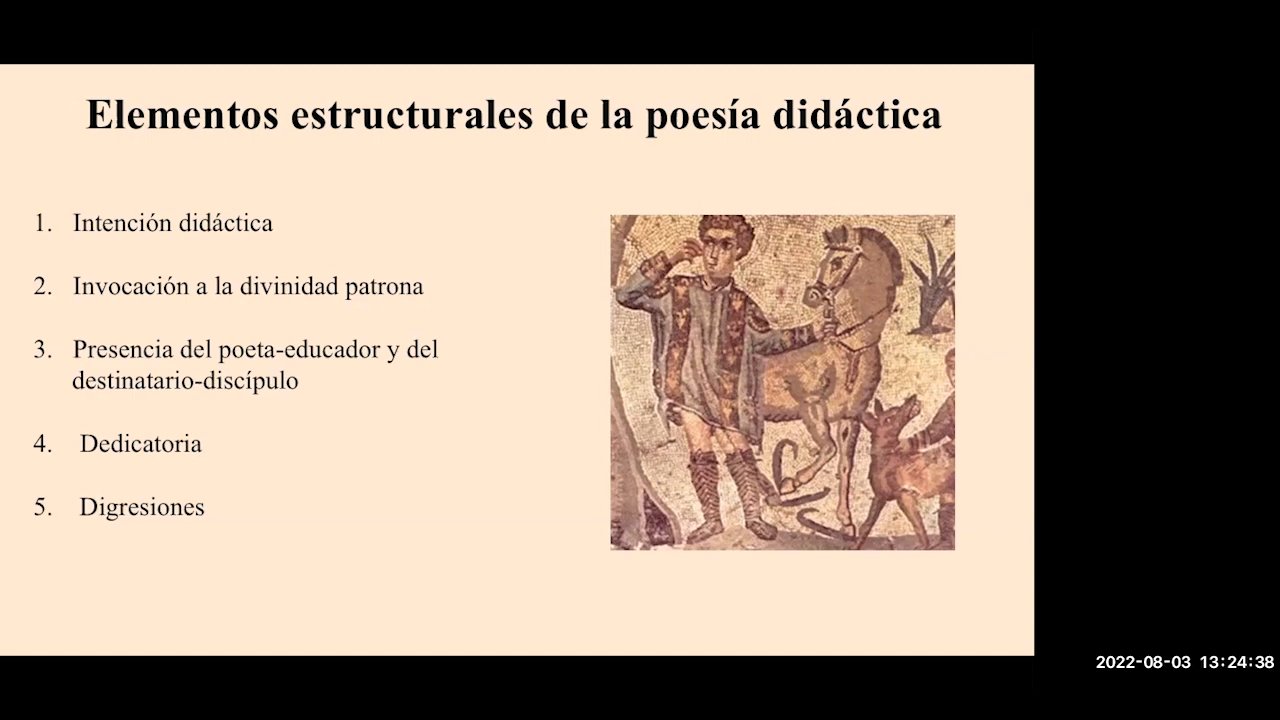 Elementos estructurales de la poesía didáctica
1. Intención didáctica
2. Invocación a la divinidad patrona
3. Presencia del poeta-educador y del
destinatario-discípulo
4. Dedicatoria
5. Digresiones
2022-08-03 13:24:38